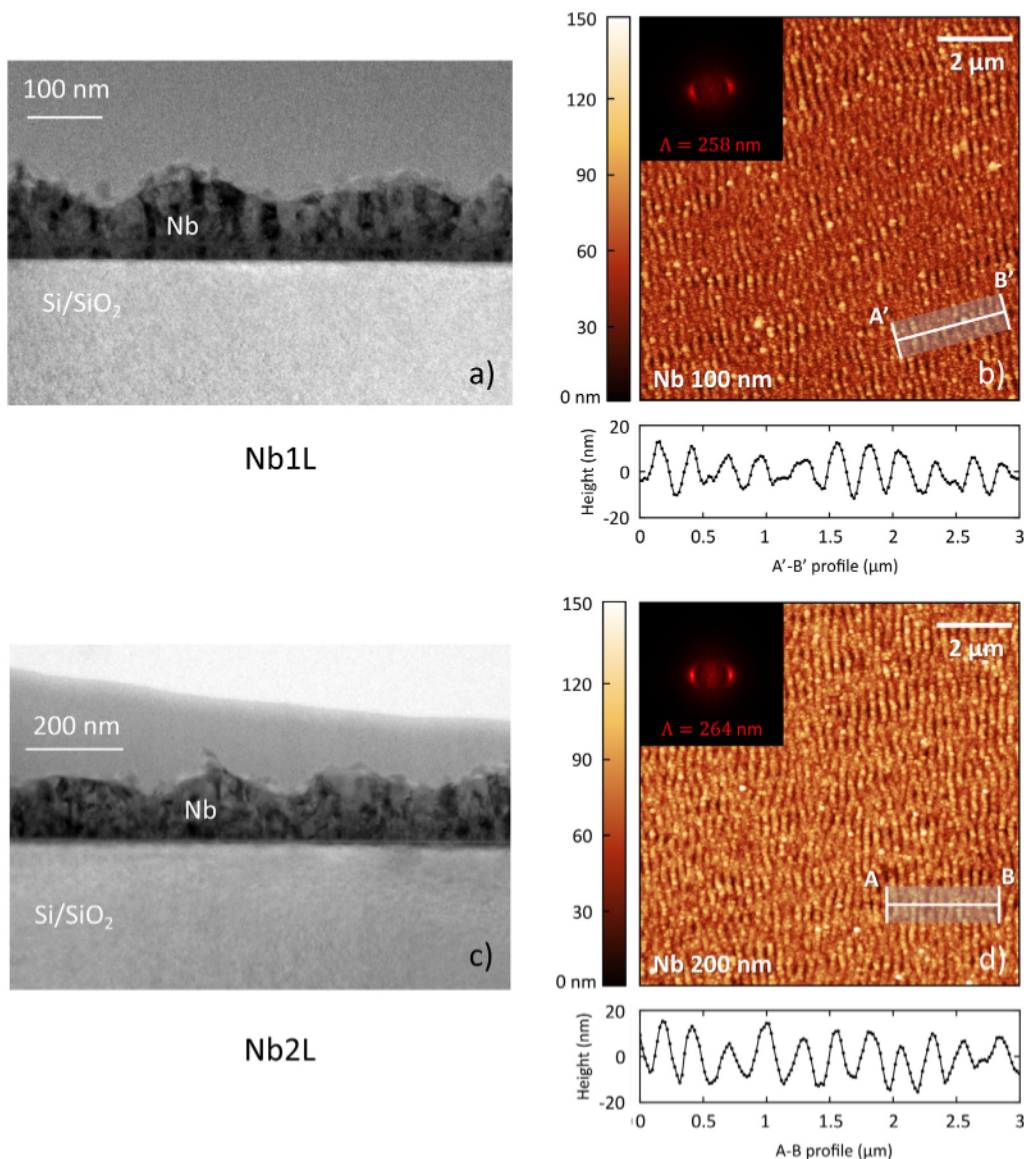 100 nm
Nb
Si/SiO₂
a)
Nb1L
150
120
90
60
30
0 nm
2 µm
Λ = 258 nm
B'
A'
Nb 100 nm
b)
Height (nm)
20
0
-20
0 0.5 1 1.5 2 2.5 3
A'-B' profile (µm)
200 nm
Nb
Si/SiO₂
c)
Nb2L
150
120
90
60
30
0 nm
2 µm
Λ = 264 nm
A B
Nb 200 nm
d)
Height (nm)
20
0
-20
0 0.5 1 1.5 2 2.5 3
A-B profile (µm)